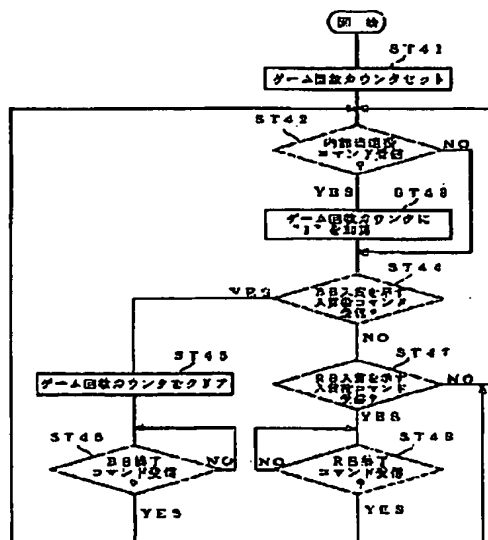 開始
ST41
ゲーム回数カウンタセット
ST42
内部当選役
コマンド受信
?
NO
YES
ST43
ゲーム回数カウンタに
"1"を加算
ST44
BB入賞を示す
入賞役コマンド
受信?
YES
NO
ST45
ゲーム回数カウンタをクリア
ST47
RB入賞を示す
入賞役コマンド
受信?
NO
YES
ST46
BB終了
コマンド受信
?
NO
YES
ST48
RB終了
コマンド受信
?
NO
YES